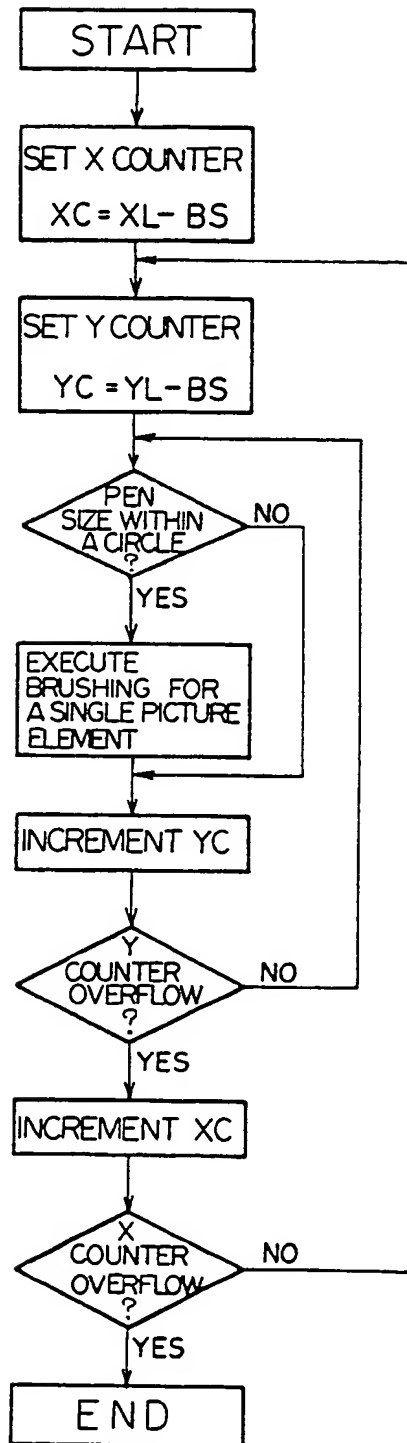 START
SET X COUNTER
XC = XL - BS
SET Y COUNTER
YC = YL - BS
PEN
SIZE WITHIN
A CIRCLE
?
NO
YES
EXECUTE
BRUSHING FOR
A SINGLE PICTURE
ELEMENT
INCREMENT YC
Y
COUNTER
OVERFLOW
?
NO
YES
INCREMENT XC
X
COUNTER
OVERFLOW
?
NO
YES
END